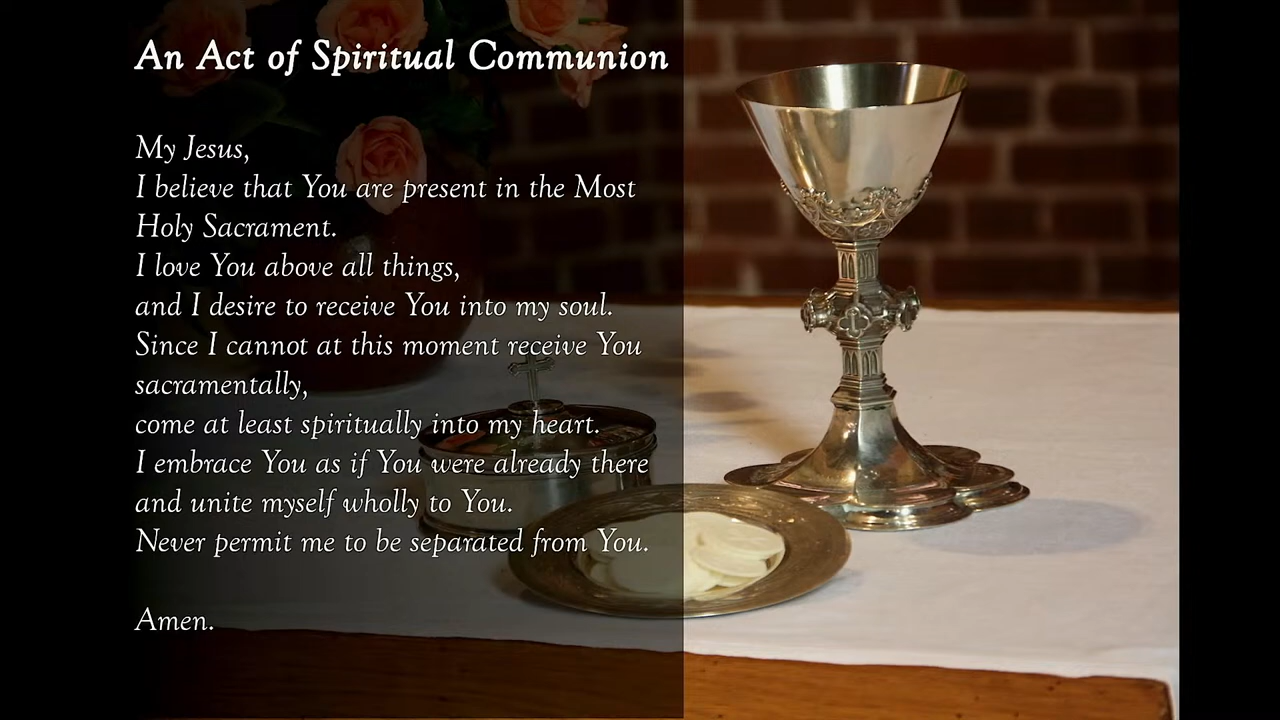 An Act of Spiritual Communion
My Jesus,
I believe that You are present in the Most
Holy Sacrament.
I love You above all things,
and I desire to receive You into my soul.
Since I cannot at this moment receive You
sacramentally,
come at least spiritually into my heart.
I embrace You as if You were already there
and unite myself wholly to You.
Never permit me to be separated from You.
Amen.